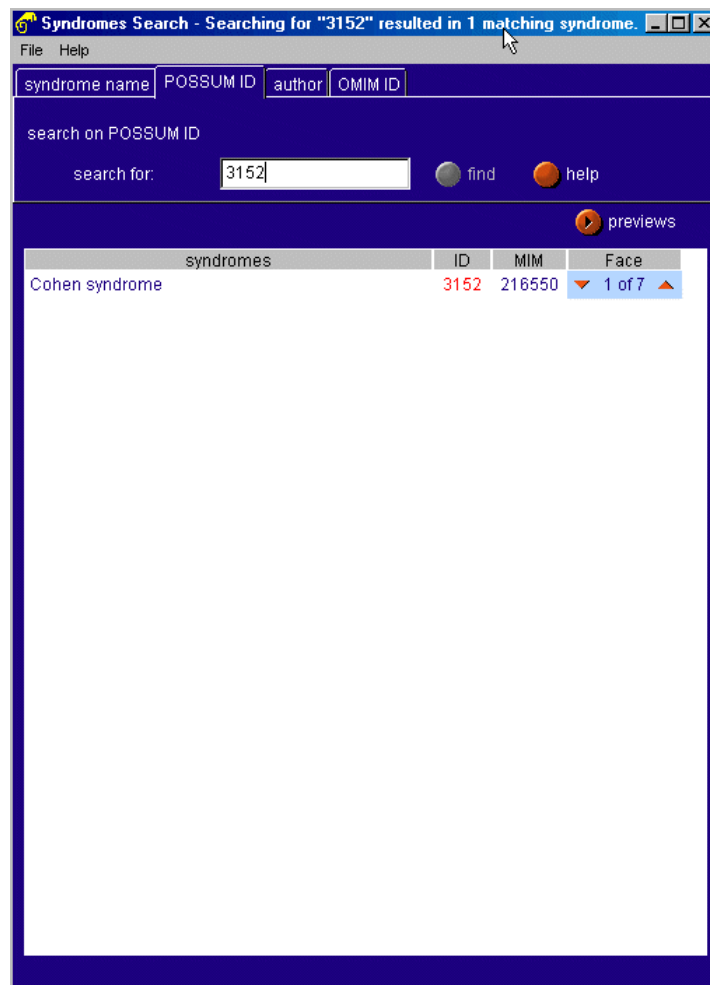 Syndromes Search - Searching for "3152" resulted in 1 matching syndrome.
File Help
syndrome name POSSUM ID author OMIM ID
search on POSSUM ID
search for: 3152 find help
previews
syndromes ID MIM Face
Cohen syndrome 3152 216550 1 of 7